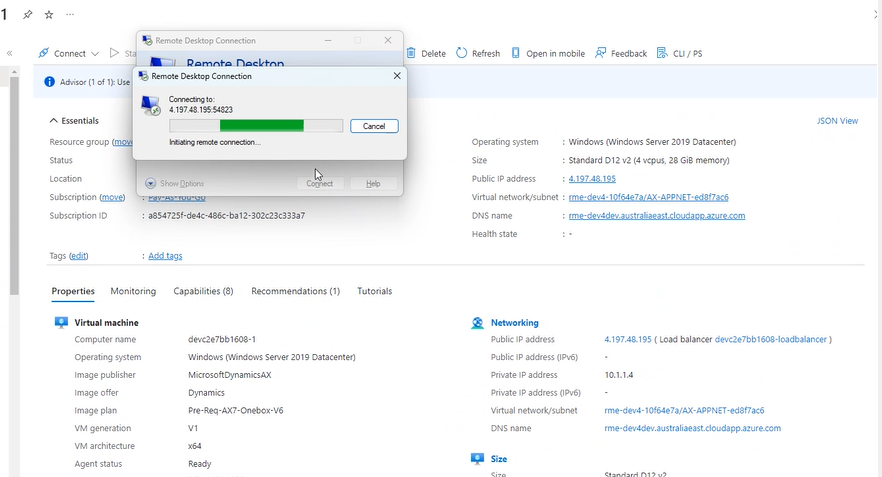 1
Remote Desktop Connection
Connect
Sta
Delete
Refresh
Open in mobile
Feedback
CLI / PS
Remote Desktop
Advisor (1 of 1): Use
Remote Desktop Connection
Connecting to:
4.197.48.195:54823
Cancel
Initiating remote connection...
Show Options
Connect
Help
Essentials
JSON View
Resource group (move
Status
Location
Subscription (move) : Pay-As-You-Go
Subscription ID : a854725f-de4c-486c-ba12-302c23c333a7
Operating system : Windows (Windows Server 2019 Datacenter)
Size : Standard D12 v2 (4 vcpus, 28 GiB memory)
Public IP address : 4.197.48.195
Virtual network/subnet : rme-dev4-10f64e7a/AX-APPNET-ed8f7ac6
DNS name : rme-dev4dev.australiaeast.cloudapp.azure.com
Health state : -
Tags (edit) : Add tags
Properties Monitoring Capabilities (8) Recommendations (1) Tutorials
Virtual machine
Computer name devc2e7bb1608-1
Operating system Windows (Windows Server 2019 Datacenter)
Image publisher MicrosoftDynamicsAX
Image offer Dynamics
Image plan Pre-Req-AX7-Onebox-V6
VM generation V1
VM architecture x64
Agent status Ready
Networking
Public IP address 4.197.48.195 ( Load balancer devc2e7bb1608-loadbalancer )
Public IP address (IPv6) -
Private IP address 10.1.1.4
Private IP address (IPv6) -
Virtual network/subnet rme-dev4-10f64e7a/AX-APPNET-ed8f7ac6
DNS name rme-dev4dev.australiaeast.cloudapp.azure.com
Size
Size Standard D12 v2